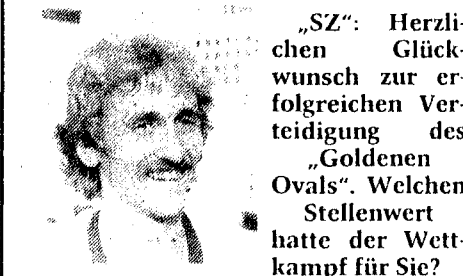 „SZ“: Herzli-
chen Glück-
wunsch zur er-
folgreichen Ver-
teidigung des
„Goldenen
Ovals“. Welchen
Stellenwert
hatte der Wett-
kampf für Sie?